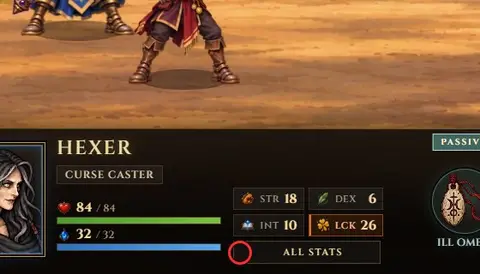 HEXER
CURSE CASTER
PASSIV
84 / 84
32 / 32
STR 18
DEX 6
INT 10
LCK 26
ALL STATS
ILL OME